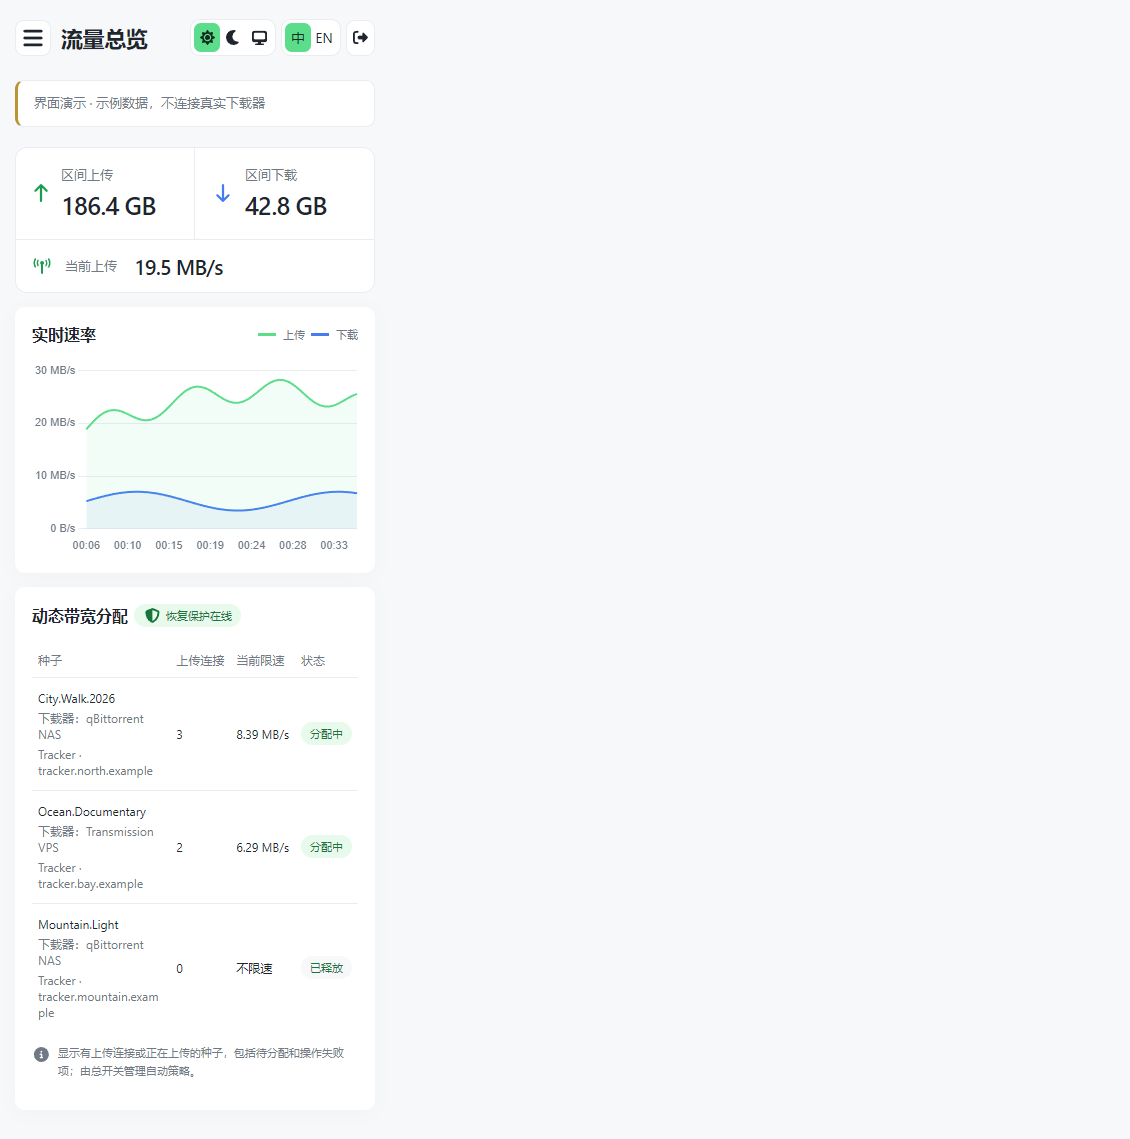 流量总览
中 EN
界面演示 · 示例数据，不连接真实下载器
区间上传
186.4 GB
区间下载
42.8 GB
当前上传 19.5 MB/s
实时速率
上传 下载
30 MB/s
20 MB/s
10 MB/s
0 B/s
00:06 00:10 00:15 00:19 00:24 00:28 00:33
动态带宽分配 恢复保护在线
种子 上传连接 当前限速 状态
City.Walk.2026
下载器：qBittorrent
NAS
Tracker ·
tracker.north.example
3 8.39 MB/s 分配中
Ocean.Documentary
下载器：Transmission
VPS
Tracker ·
tracker.bay.example
2 6.29 MB/s 分配中
Mountain.Light
下载器：qBittorrent
NAS
Tracker ·
tracker.mountain.exam
ple
0 不限速 已释放
显示有上传连接或正在上传的种子，包括待分配和操作失败
项；由总开关管理自动策略。